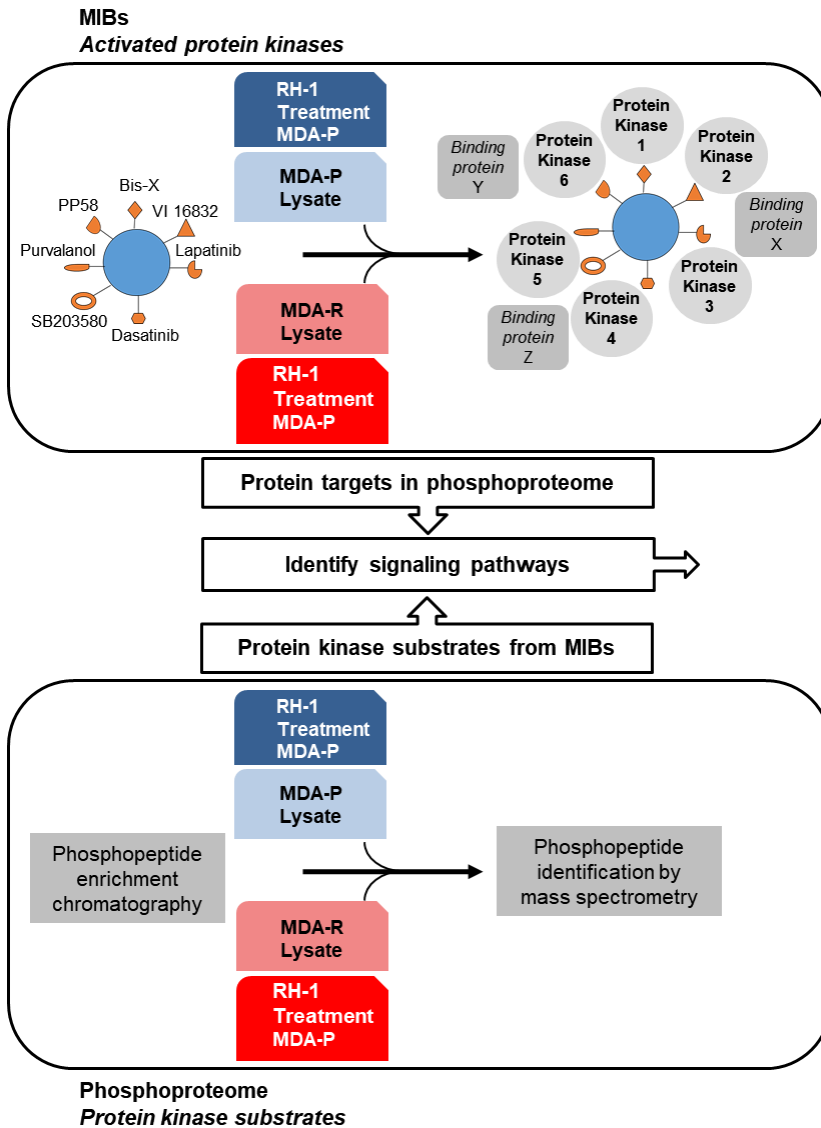 MIBs
Activated protein kinases
RH-1
Treatment
MDA-P
MDA-P
Lysate
MDA-R
Lysate
RH-1
Treatment
MDA-P
Bis-X
PP58
VI 16832
Purvalanol
Lapatinib
SB203580
Dasatinib
Protein
Kinase
1
Protein
Kinase
2
Protein
Kinase
3
Protein
Kinase
4
Protein
Kinase
5
Protein
Kinase
6
Binding
protein
Y
Binding
protein
X
Binding
protein
Z
Protein targets in phosphoproteome
Identify signaling pathways
Protein kinase substrates from MIBs
RH-1
Treatment
MDA-P
MDA-P
Lysate
Phosphopeptide
enrichment
chromatography
Phosphopeptide
identification by
mass spectrometry
MDA-R
Lysate
RH-1
Treatment
MDA-P
Phosphoproteome
Protein kinase substrates